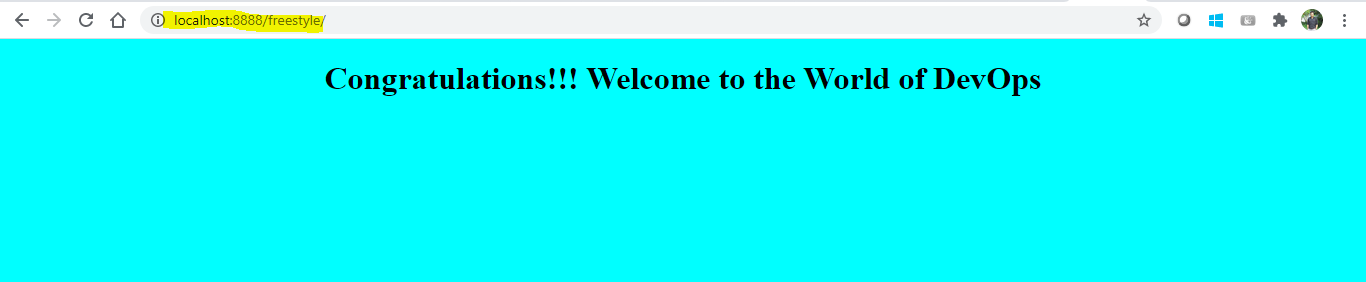 localhost:8888/freestyle/
Congratulations!!! Welcome to the World of DevOps